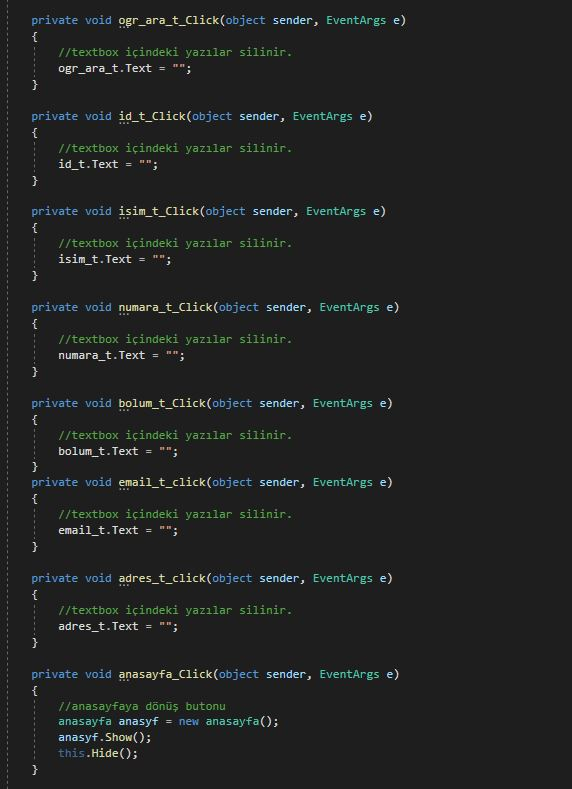 private void ogr_ara_t_Click(object sender, EventArgs e)
{
//textbox içindeki yazılar silinir.
ogr_ara_t.Text = "";
}
private void id_t_Click(object sender, EventArgs e)
{
//textbox içindeki yazılar silinir.
id_t.Text = "";
}
private void isim_t_Click(object sender, EventArgs e)
{
//textbox içindeki yazılar silinir.
isim_t.Text = "";
}
private void numara_t_Click(object sender, EventArgs e)
{
//textbox içindeki yazılar silinir.
numara_t.Text = "";
}
private void bolum_t_Click(object sender, EventArgs e)
{
//textbox içindeki yazılar silinir.
bolum_t.Text = "";
}
private void email_t_click(object sender, EventArgs e)
{
//textbox içindeki yazılar silinir.
email_t.Text = "";
}
private void adres_t_click(object sender, EventArgs e)
{
//textbox içindeki yazılar silinir.
adres_t.Text = "";
}
private void anasayfa_Click(object sender, EventArgs e)
{
//anasayfaya dönüş butonu
anasayfa anasyf = new anasayfa();
anasyf.Show();
this.Hide();
}